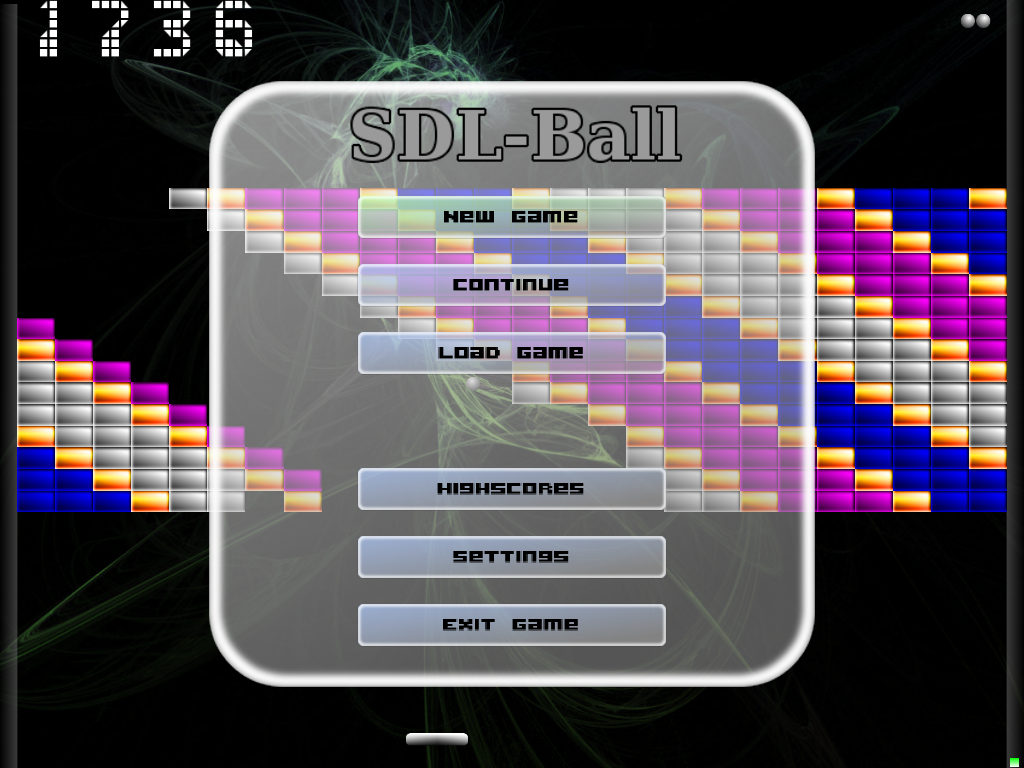 1736
SDL-Ball
New Game
Continue
Load Game
Highscores
Settings
Exit Game